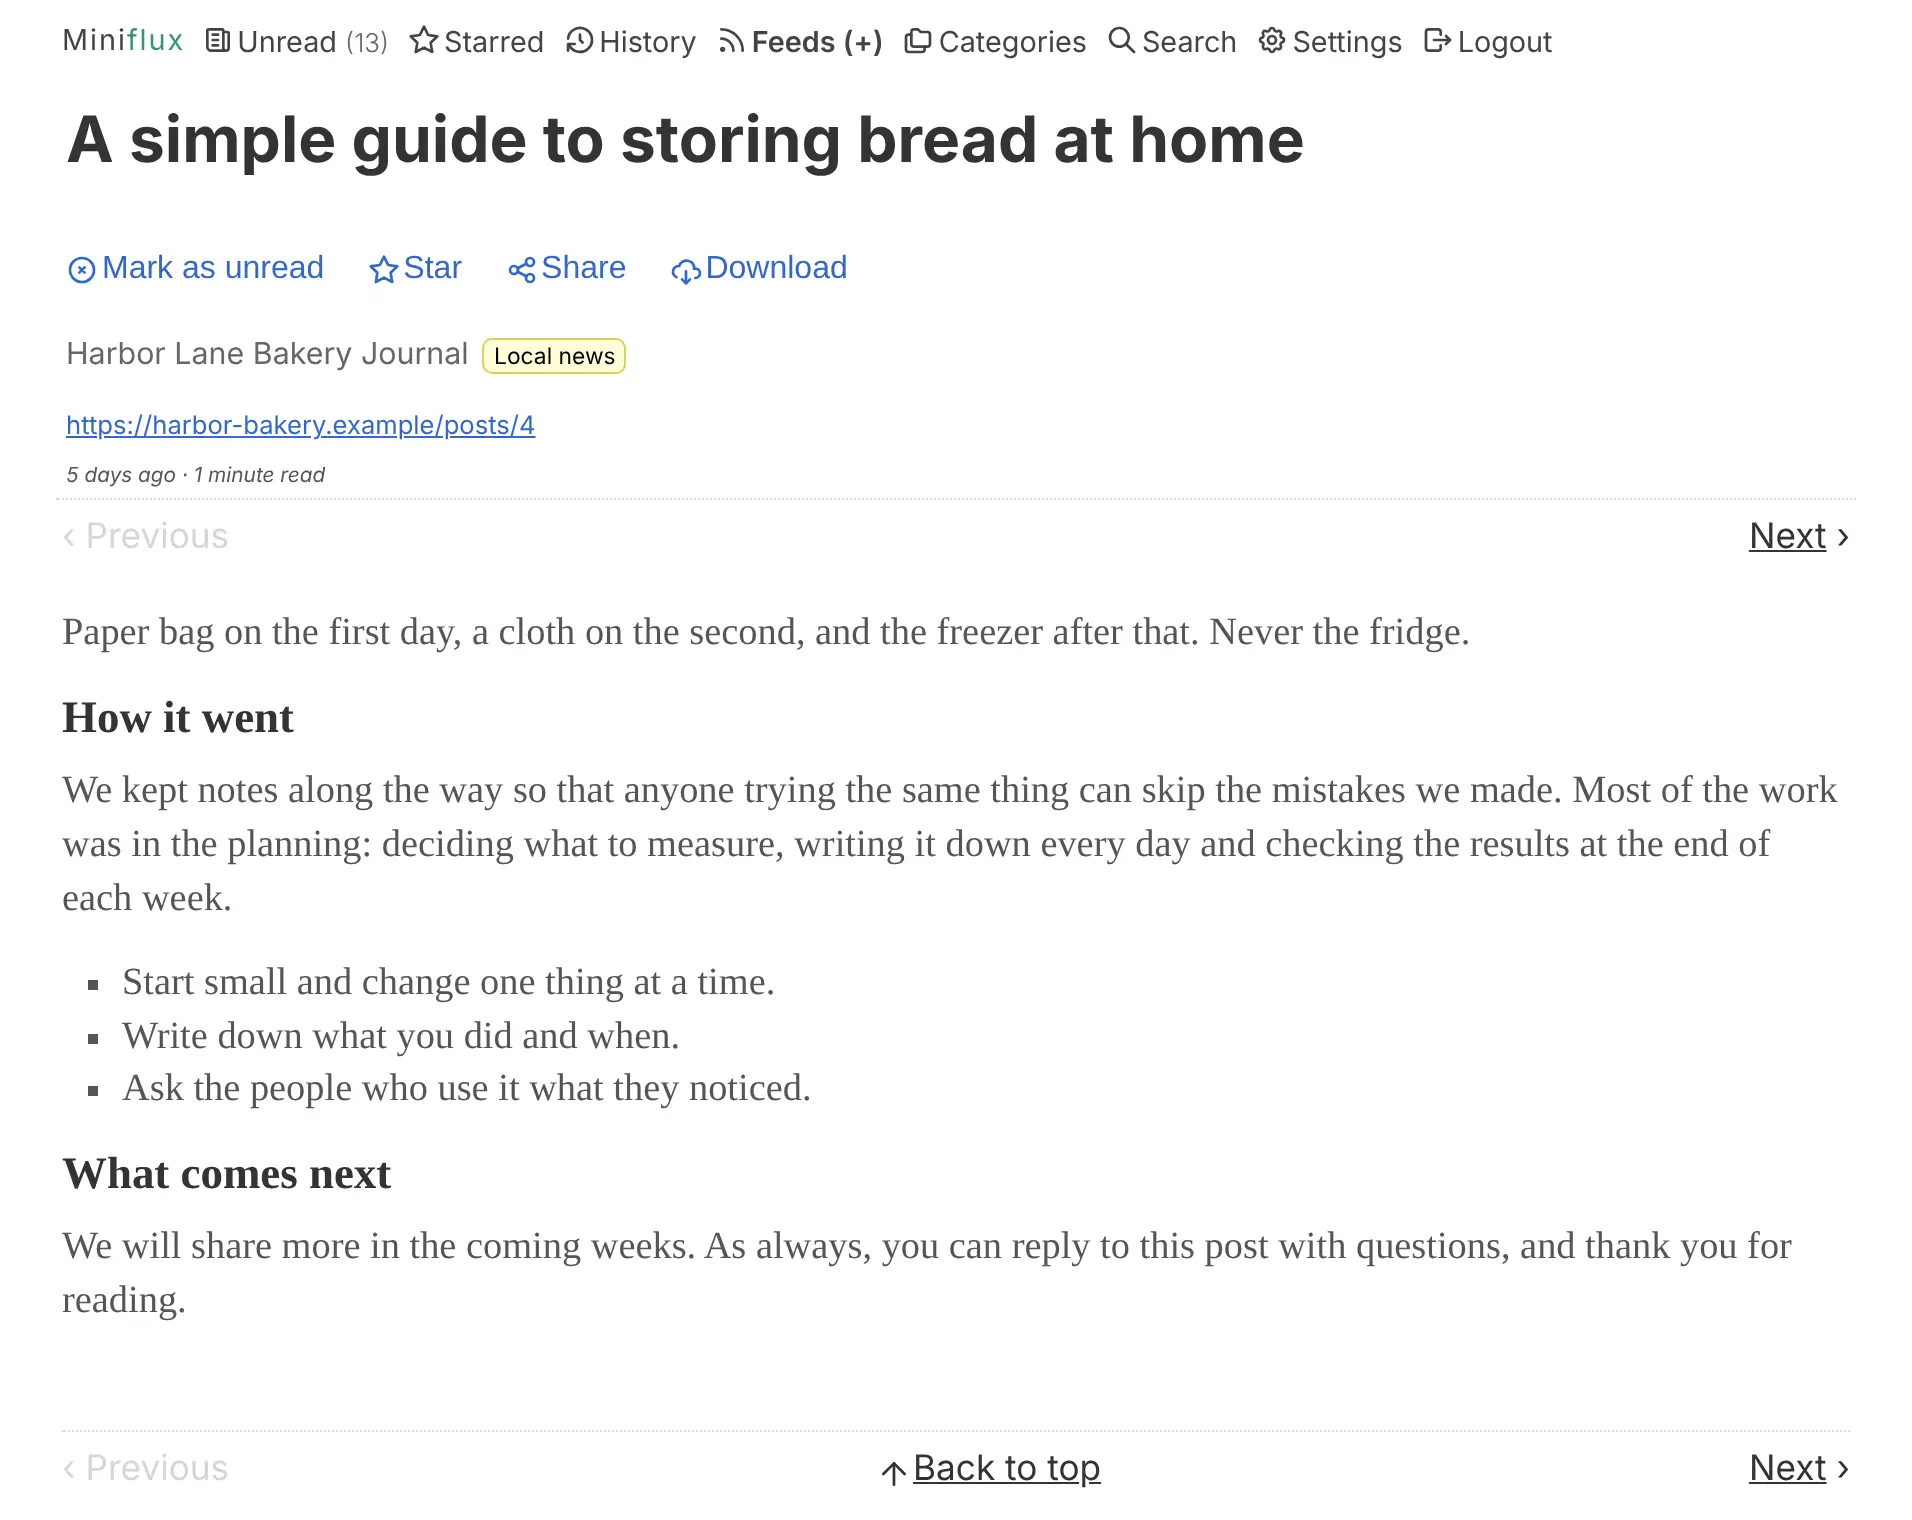 Miniflux Unread (13) Starred History Feeds (+) Categories Search Settings Logout
A simple guide to storing bread at home
Mark as unread Star Share Download
Harbor Lane Bakery Journal Local news
https://harbor-bakery.example/posts/4
5 days ago · 1 minute read
‹ Previous Next ›
Paper bag on the first day, a cloth on the second, and the freezer after that. Never the fridge.
How it went
We kept notes along the way so that anyone trying the same thing can skip the mistakes we made. Most of the work
was in the planning: deciding what to measure, writing it down every day and checking the results at the end of
each week.
▪ Start small and change one thing at a time.
▪ Write down what you did and when.
▪ Ask the people who use it what they noticed.
What comes next
We will share more in the coming weeks. As always, you can reply to this post with questions, and thank you for
reading.
‹ Previous ↑ Back to top Next ›